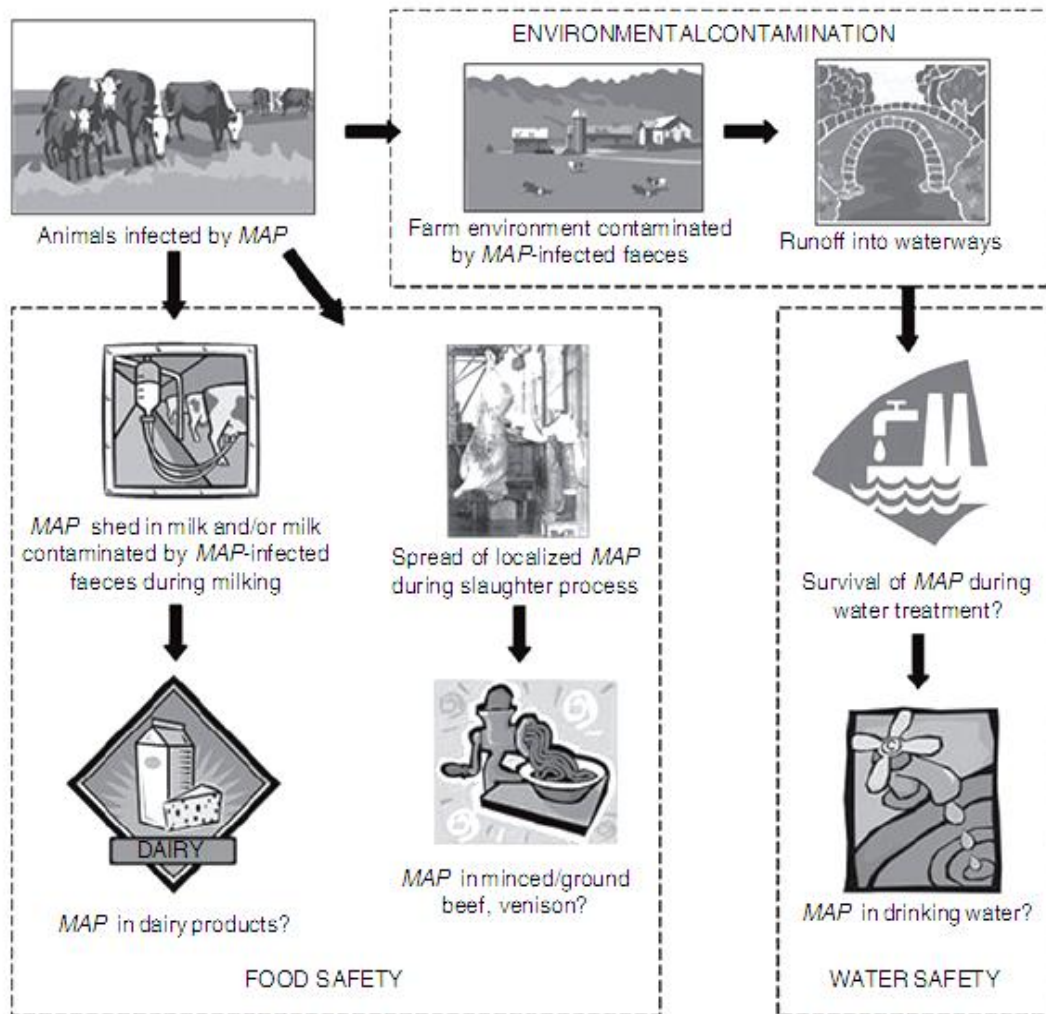 ENVIRONMENTALCONTAMINATION
Animals infected by MAP
Farm environment contaminated
by MAP-infected faeces
Runoff into waterways
MAP shed in milk and/or milk
contaminated by MAP-infected
faeces during milking
Spread of localized MAP
during slaughter process
Survival of MAP during
water treatment?
DAIRY
MAP in dairy products?
MAP in minced/ground
beef, venison?
MAP in drinking water?
FOOD SAFETY
WATER SAFETY